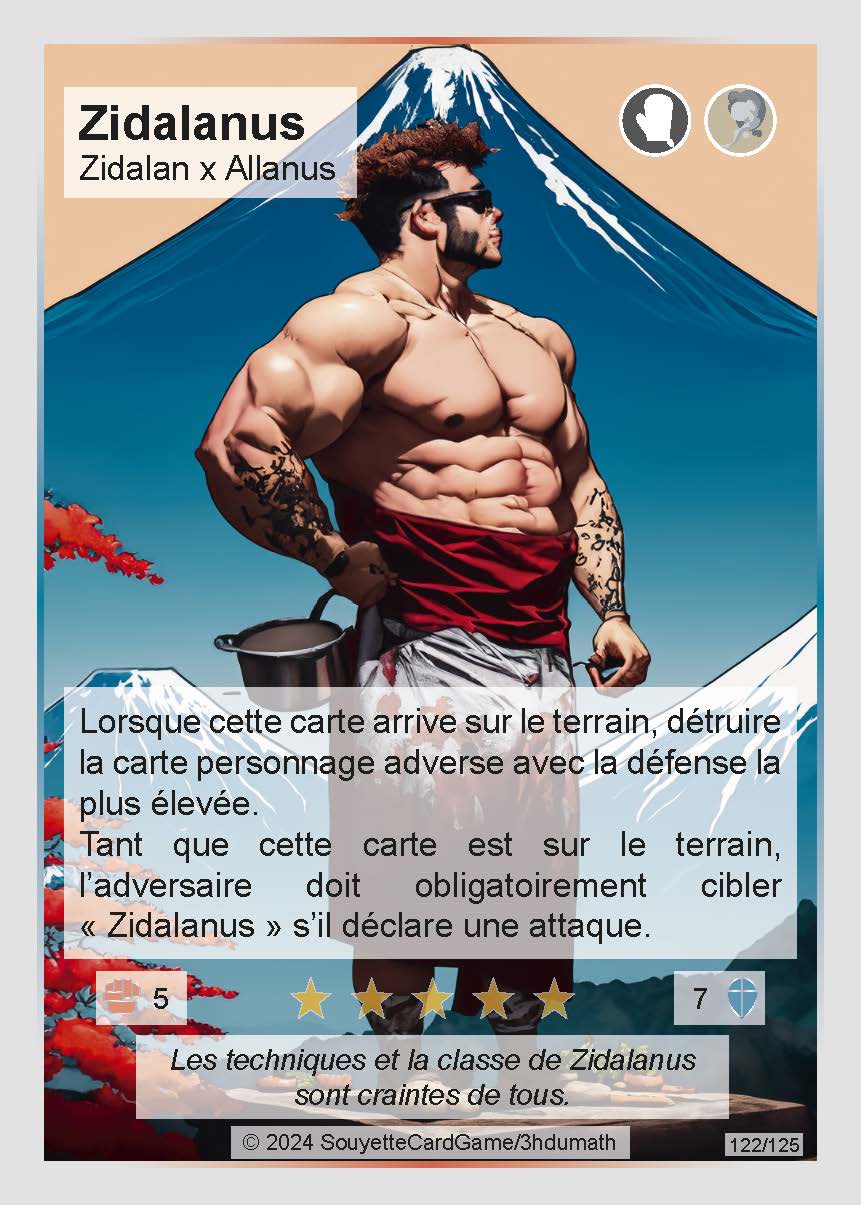 Zidalanus
Zidalan x Allanus
Lorsque cette carte arrive sur le terrain, détruire
la carte personnage adverse avec la défense la
plus élevée.
Tant que cette carte est sur le terrain,
l’adversaire doit obligatoirement cibler
« Zidalanus » s’il déclare une attaque.
5
7
Les techniques et la classe de Zidalanus
sont craintes de tous.
© 2024 SouyetteCardGame/3hdumath
122/125